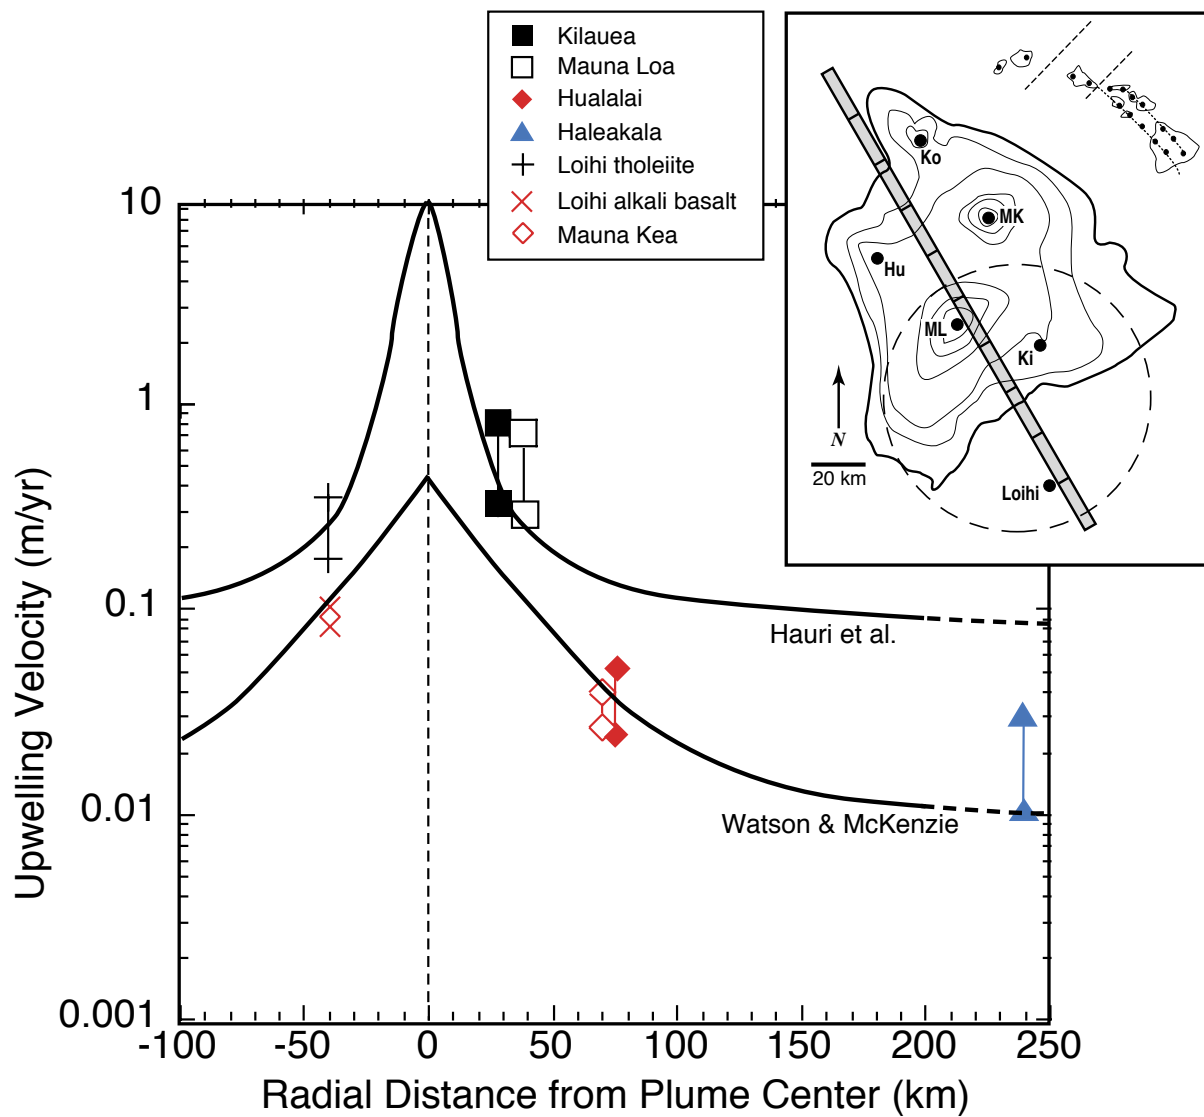 Kilauea
Mauna Loa
Hualalai
Haleakala
Loihi tholeiite
Loihi alkali basalt
Mauna Kea
Ko
MK
Hu
ML
Ki
N
20 km
Loihi
10
1
0.1
0.01
0.001
Upwelling Velocity (m/yr)
Hauri et al.
Watson & McKenzie
-100 -50 0 50 100 150 200 250
Radial Distance from Plume Center (km)